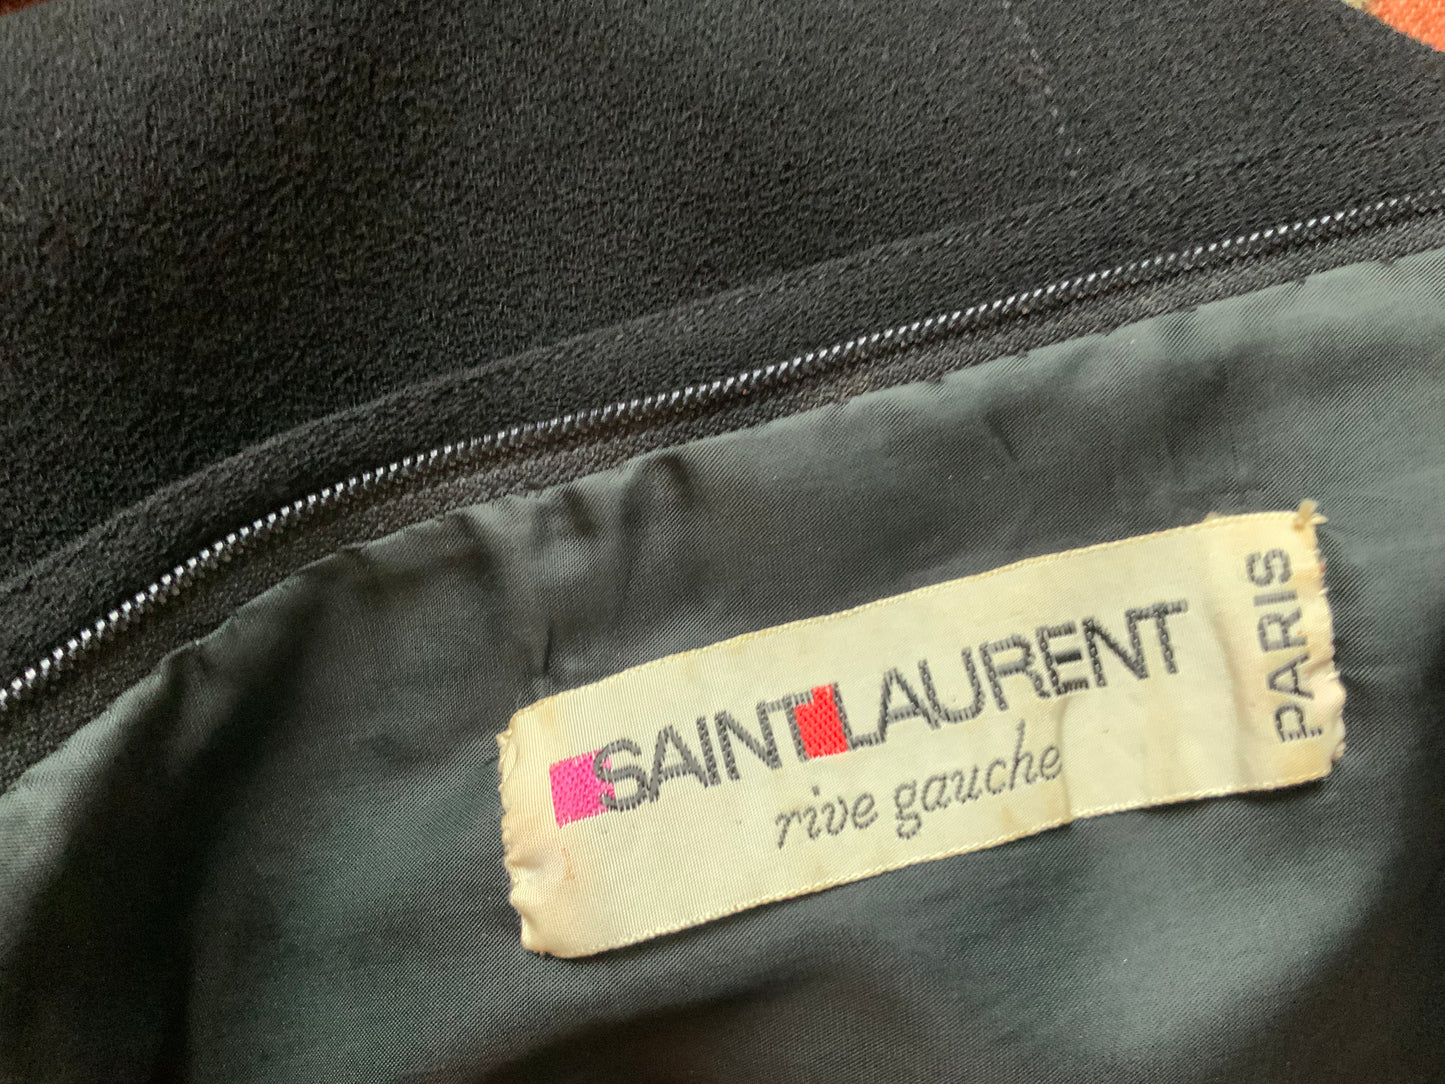 SAINT LAURENT
rive gauche
PARIS